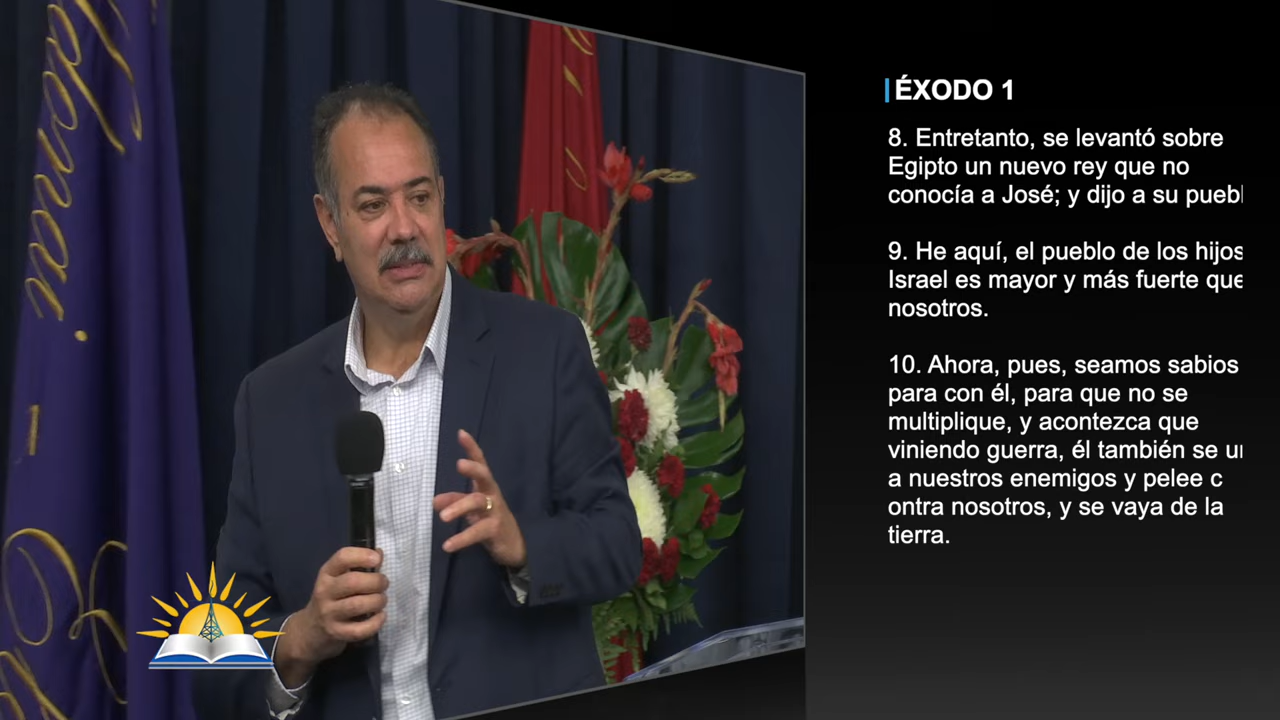 ÉXODO 1
8. Entretanto, se levantó sobre
Egipto un nuevo rey que no
conocía a José; y dijo a su
9. He aquí, el pueblo de los hijos
Israel es mayor y más fuerte que
nosotros.
10. Ahora, pues, seamos sabios
para con él, para que no se
multiplique, y acontezca que
viniendo guerra, él también se
a nuestros enemigos y pelee c
ontra nosotros, y se vaya de la
tierra.